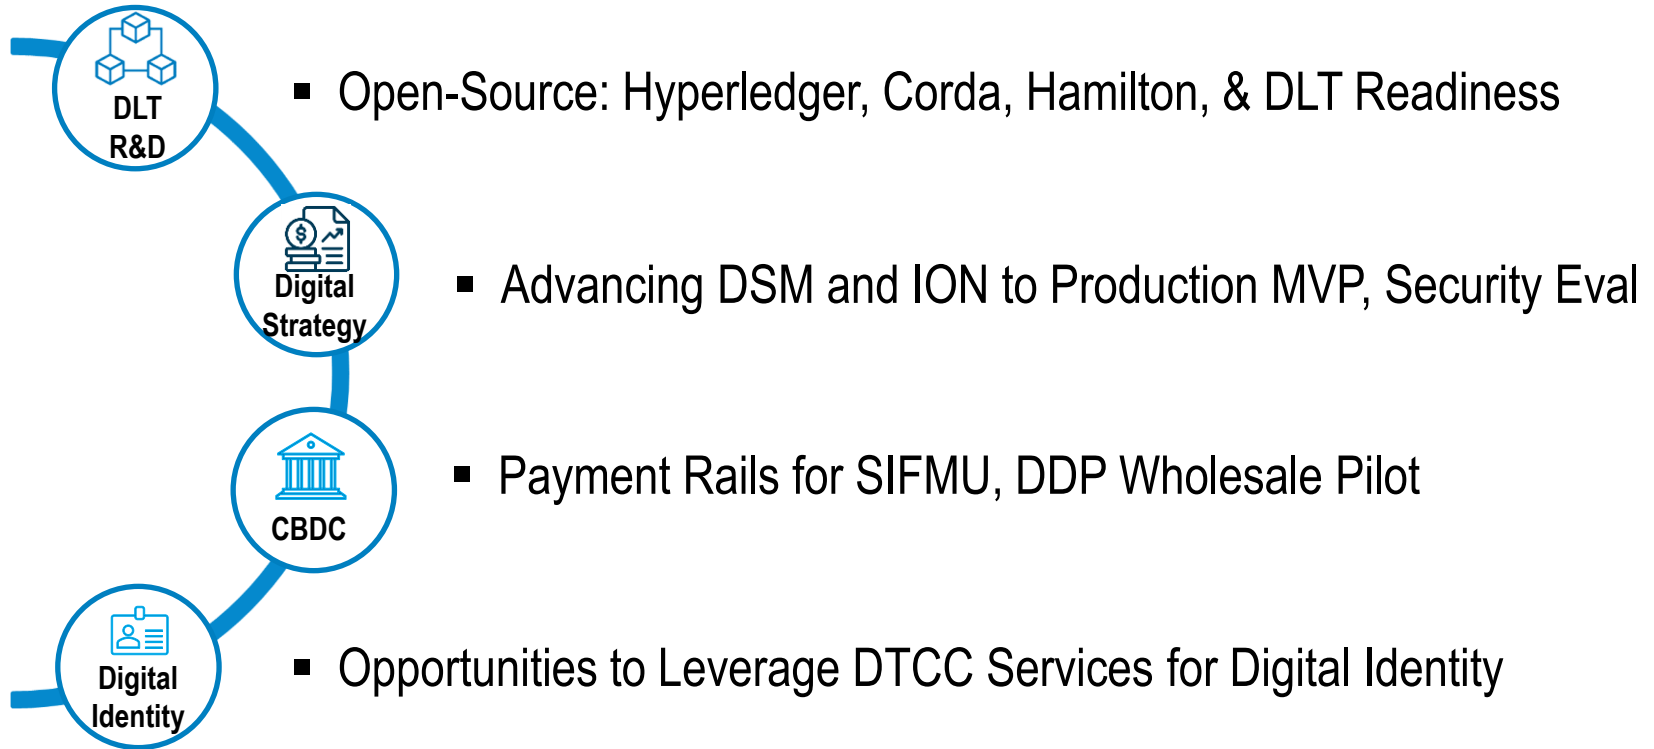 DLT
R&D
▪ Open-Source: Hyperledger, Corda, Hamilton, & DLT Readiness
$
Digital
Strategy
▪ Advancing DSM and ION to Production MVP, Security Eval
CBDC
▪ Payment Rails for SIFMU, DDP Wholesale Pilot
Digital
Identity
▪ Opportunities to Leverage DTCC Services for Digital Identity